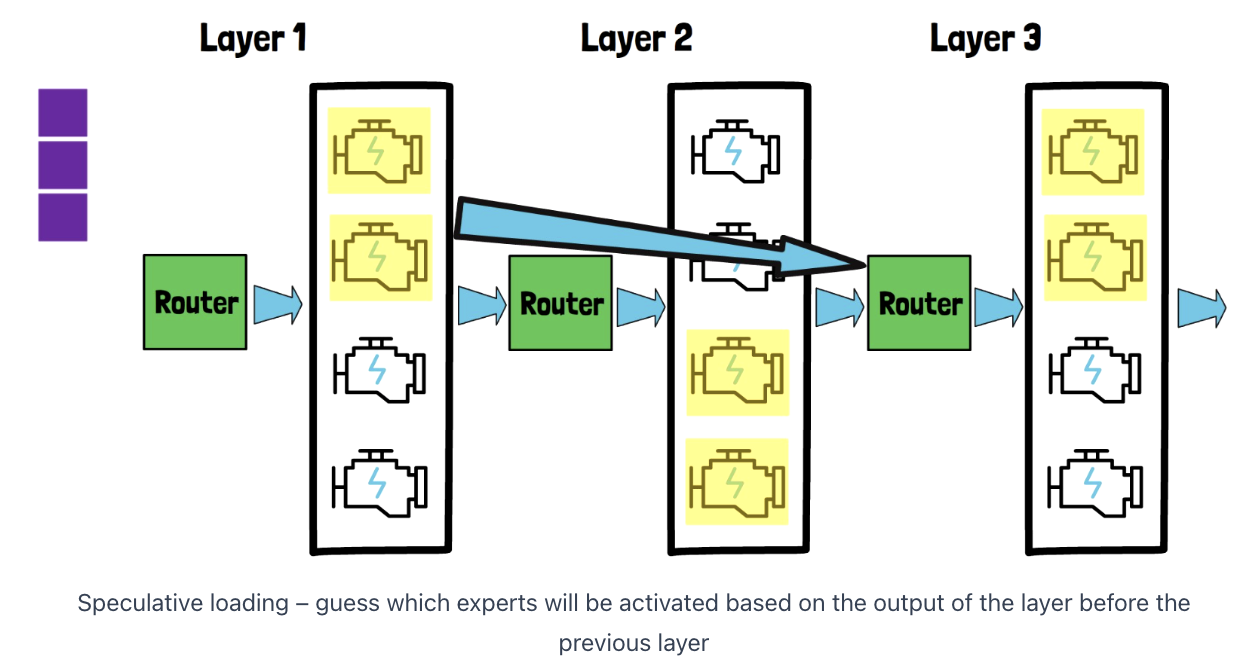 Layer 1
Layer 2
Layer 3
Router
Router
Router
Speculative loading – guess which experts will be activated based on the output of the layer before the
previous layer